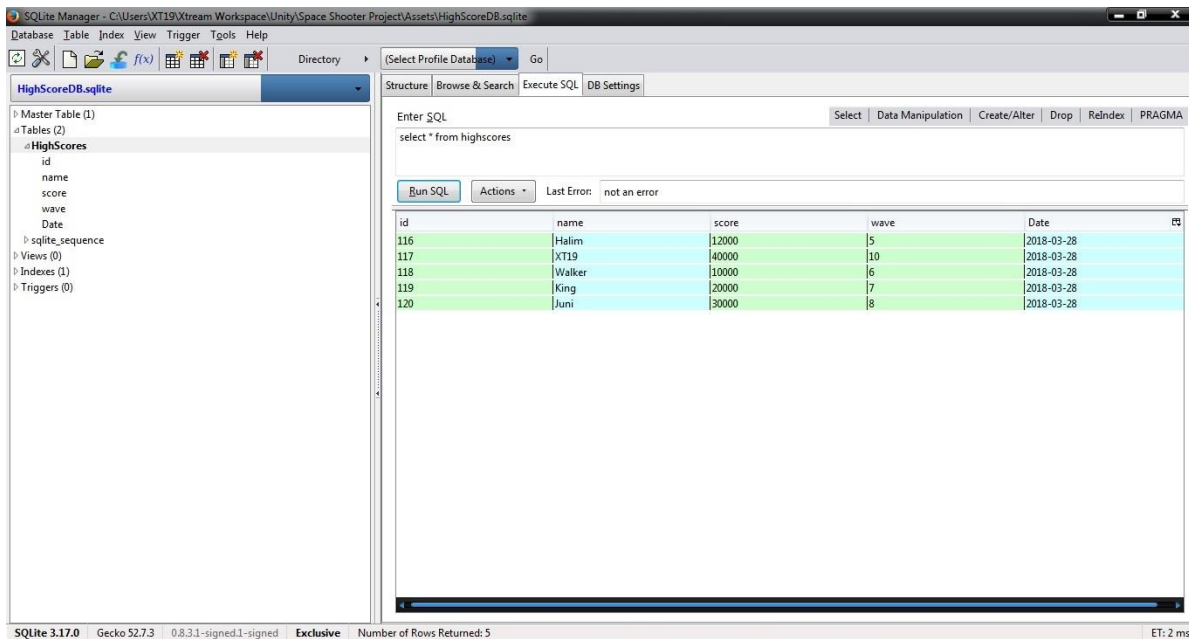 SQLite Manager - C:\Users\XT19\Xtream Workspace\Unity\Space Shooter Project\Assets\HighScoreDB.sqlite
Database Table Index View Trigger Tools Help
f(x) Directory (Select Profile Database) Go
HighScoreDB.sqlite
Master Table (1)
Tables (2)
HighScores
id
name
score
wave
Date
sqlite_sequence
Views (0)
Indexes (1)
Triggers (0)
Structure Browse & Search Execute SQL DB Settings
Enter SQL Select Data Manipulation Create/Alter Drop ReIndex PRAGMA
select * from highscores
Run SQL Actions Last Error: not an error
id name score wave Date
116 Halim 12000 5 2018-03-28
117 XT19 40000 10 2018-03-28
118 Walker 10000 6 2018-03-28
119 King 20000 7 2018-03-28
120 Juni 30000 8 2018-03-28
SQLite 3.17.0 Gecko 52.7.3 0.8.3.1-signed.1-signed Exclusive Number of Rows Returned: 5 ET: 2 ms